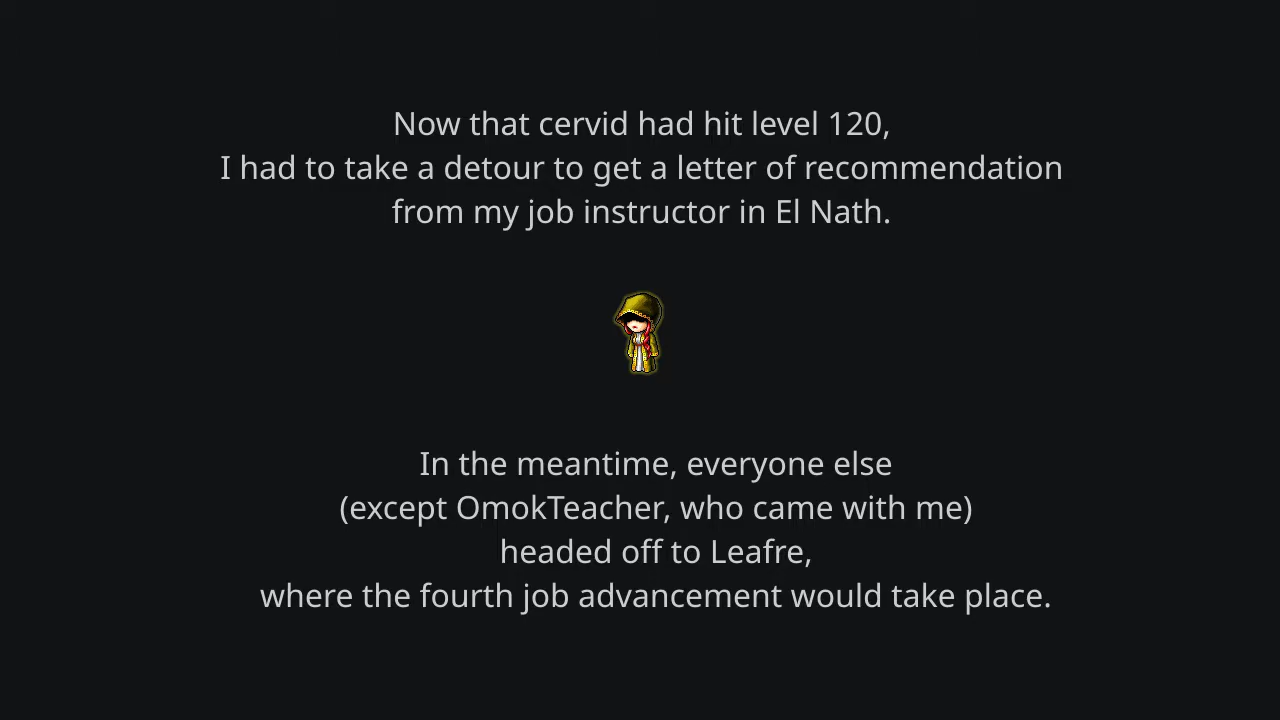 Now that cervid had hit level 120,
I had to take a detour to get a letter of recommendation
from my job instructor in El Nath.
In the meantime, everyone else
(except OmokTeacher, who came with me)
headed off to Leafre,
where the fourth job advancement would take place.